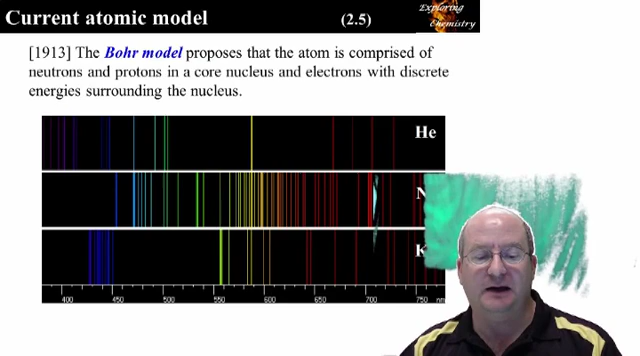 Current atomic model (2.5)
Exploring
Chemistry
[1913] The Bohr model proposes that the atom is comprised of
neutrons and protons in a core nucleus and electrons with discrete
energies surrounding the nucleus.
He
N
K
400 450 500 550 600 650 700 750 nm